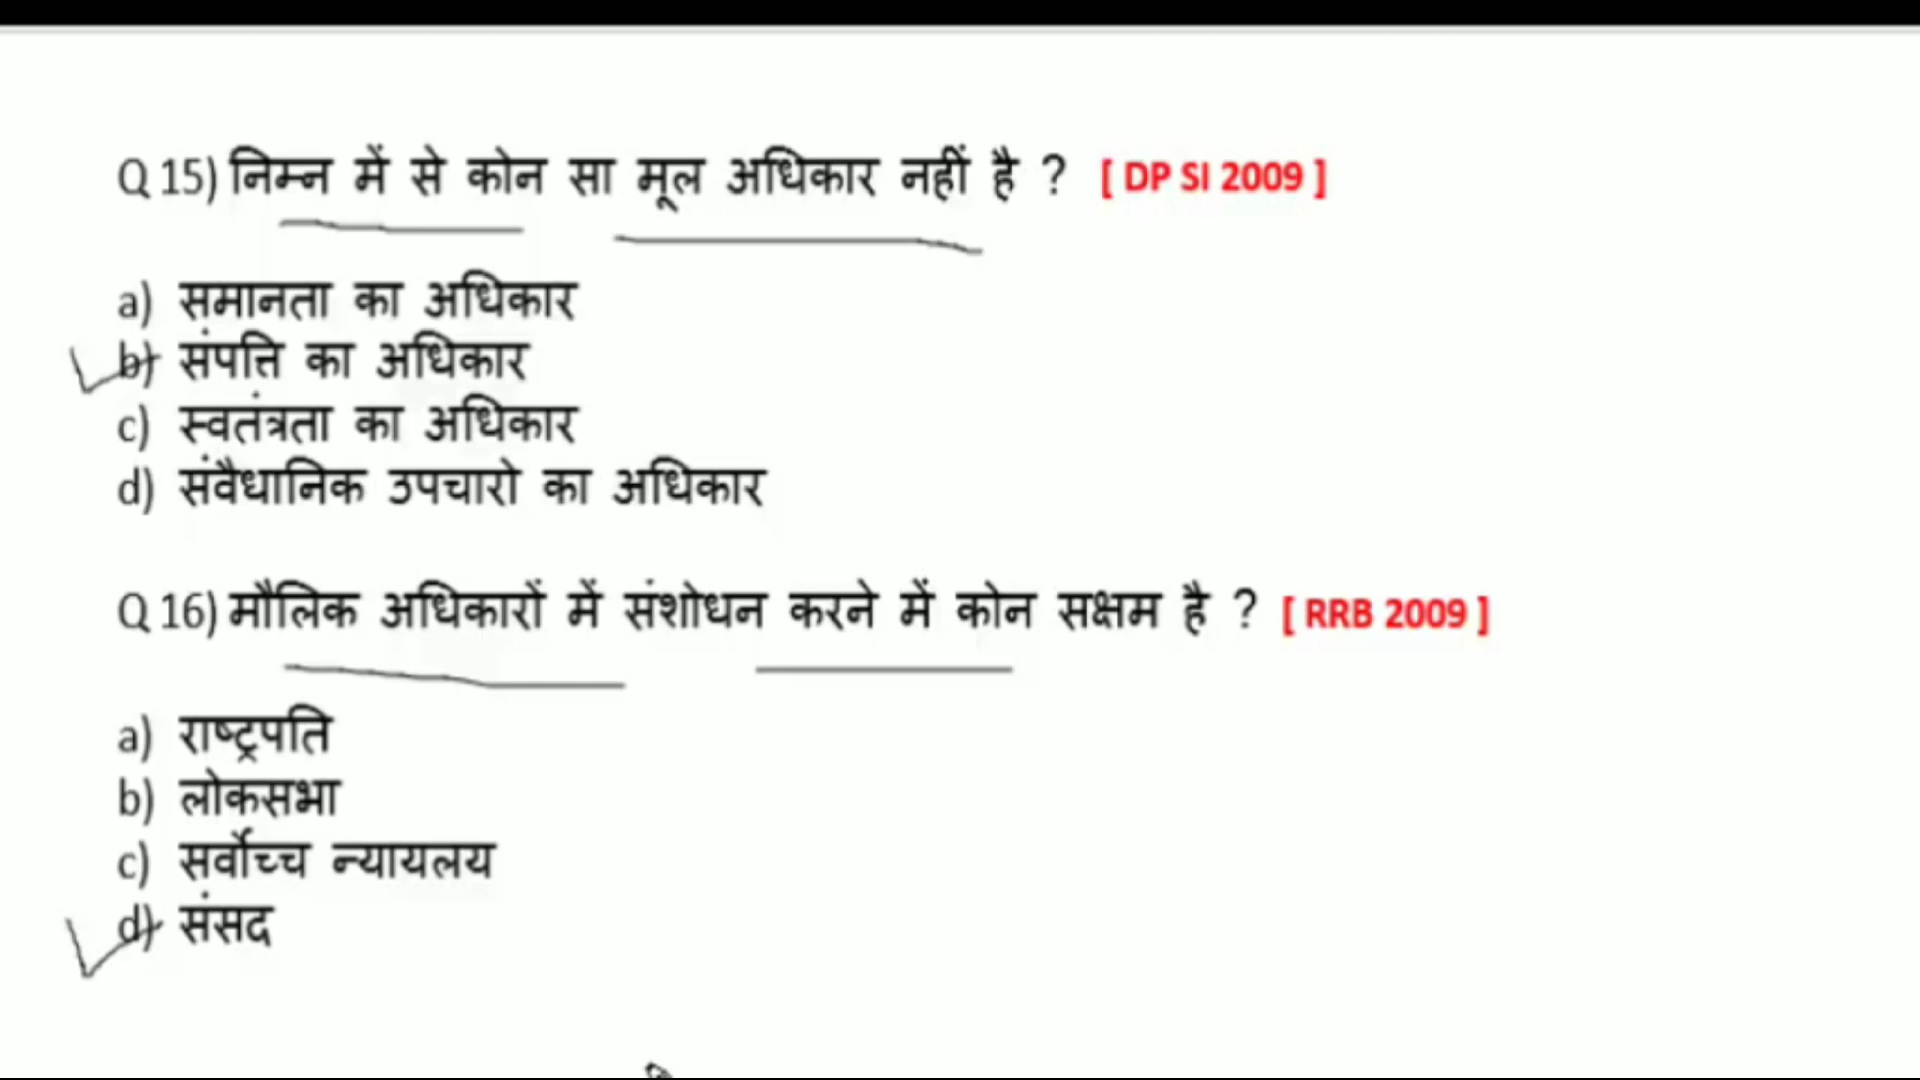 Q 15) निम्न में से कोन सा मूल अधिकार नहीं है ? [ DP SI 2009 ]
a) समानता का अधिकार
b) संपति का अधिकार
c) स्वतंत्रता का अधिकार
d) संवैधानिक उपचारो का अधिकार
Q 16) मौलिक अधिकारों में संशोधन करने में कोन सक्षम है ? [ RRB 2009 ]
a) राष्ट्रपति
b) लोकसभा
c) सर्वोच्च न्यायलय
d) संसद